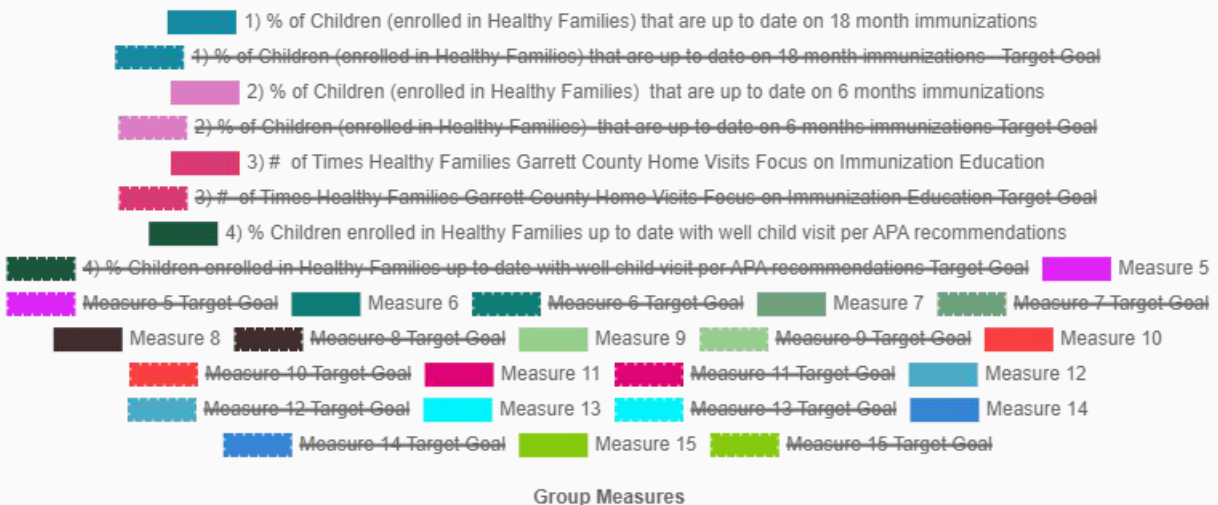 1) % of Children (enrolled in Healthy Families) that are up to date on 18 month immunizations
1) % of Children (enrolled in Healthy Families) that are up to date on 18 month immunizations - Target Goal
2) % of Children (enrolled in Healthy Families)  that are up to date on 6 months immunizations
2) % of Children (enrolled in Healthy Families)  that are up to date on 6 months immunizations Target Goal
3) #  of Times Healthy Families Garrett County Home Visits Focus on Immunization Education
3) #  of Times Healthy Families Garrett County Home Visits Focus on Immunization Education Target Goal
4) % Children enrolled in Healthy Families up to date with well child visit per APA recommendations
4) % Children enrolled in Healthy Families up to date with well child visit per APA recommendations Target Goal Measure 5
Measure 5 Target Goal Measure 6 Measure 6 Target Goal Measure 7 Measure 7 Target Goal
Measure 8 Measure 8 Target Goal Measure 9 Measure 9 Target Goal Measure 10
Measure 10 Target Goal Measure 11 Measure 11 Target Goal Measure 12
Measure 12 Target Goal Measure 13 Measure 13 Target Goal Measure 14
Measure 14 Target Goal Measure 15 Measure 15 Target Goal
Group Measures